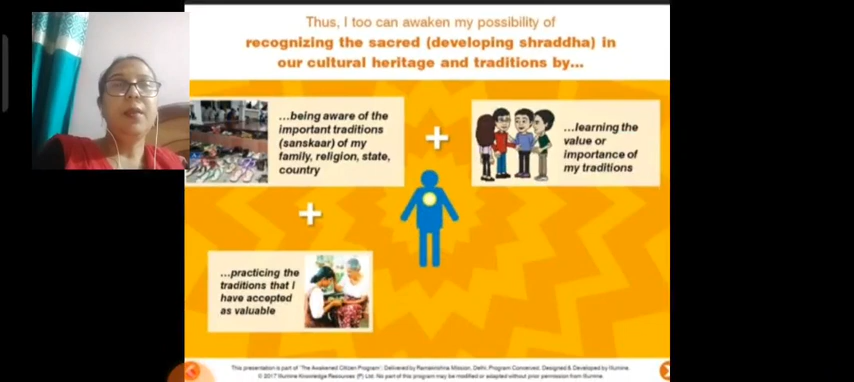 Thus, I too can awaken my possibility of
recognizing the sacred (developing shraddha) in
our cultural heritage and traditions by...
...being aware of the
important traditions
(sanskaar) of my
family, religion, state,
country
...learning the
value or
importance of
my traditions
...practicing the
traditions that I
have accepted
as valuable
This presentation is part of 'The Awakened Citizen Program'. Delivered by Ramakrishna Mission, Delhi. Program Conceived, Designed & Developed by Illumine.
© 2017 Illumine Knowledge Resources (P) Ltd. No part of this program may be modified or adapted without prior permission from Illumine.